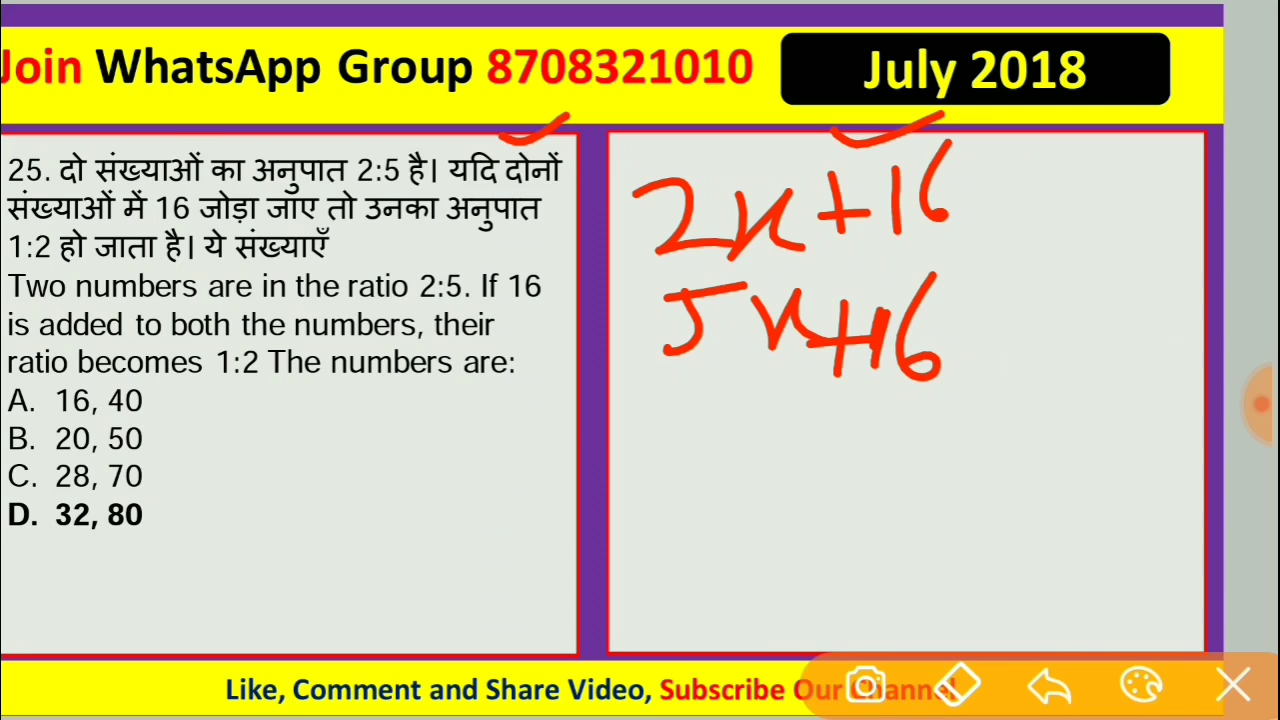 Join WhatsApp Group 8708321010
July 2018
25. दो संख्याओं का अनुपात 2:5 है। यदि दोनों
संख्याओं में 16 जोड़ा जाए तो उनका अनुपात
1:2 हो जाता है। ये संख्याएँ
Two numbers are in the ratio 2:5. If 16
is added to both the numbers, their
ratio becomes 1:2 The numbers are:
A. 16, 40
B. 20, 50
C. 28, 70
D. 32, 80
2x+16
5x+16
Like, Comment and Share Video, Subscribe Our Channel